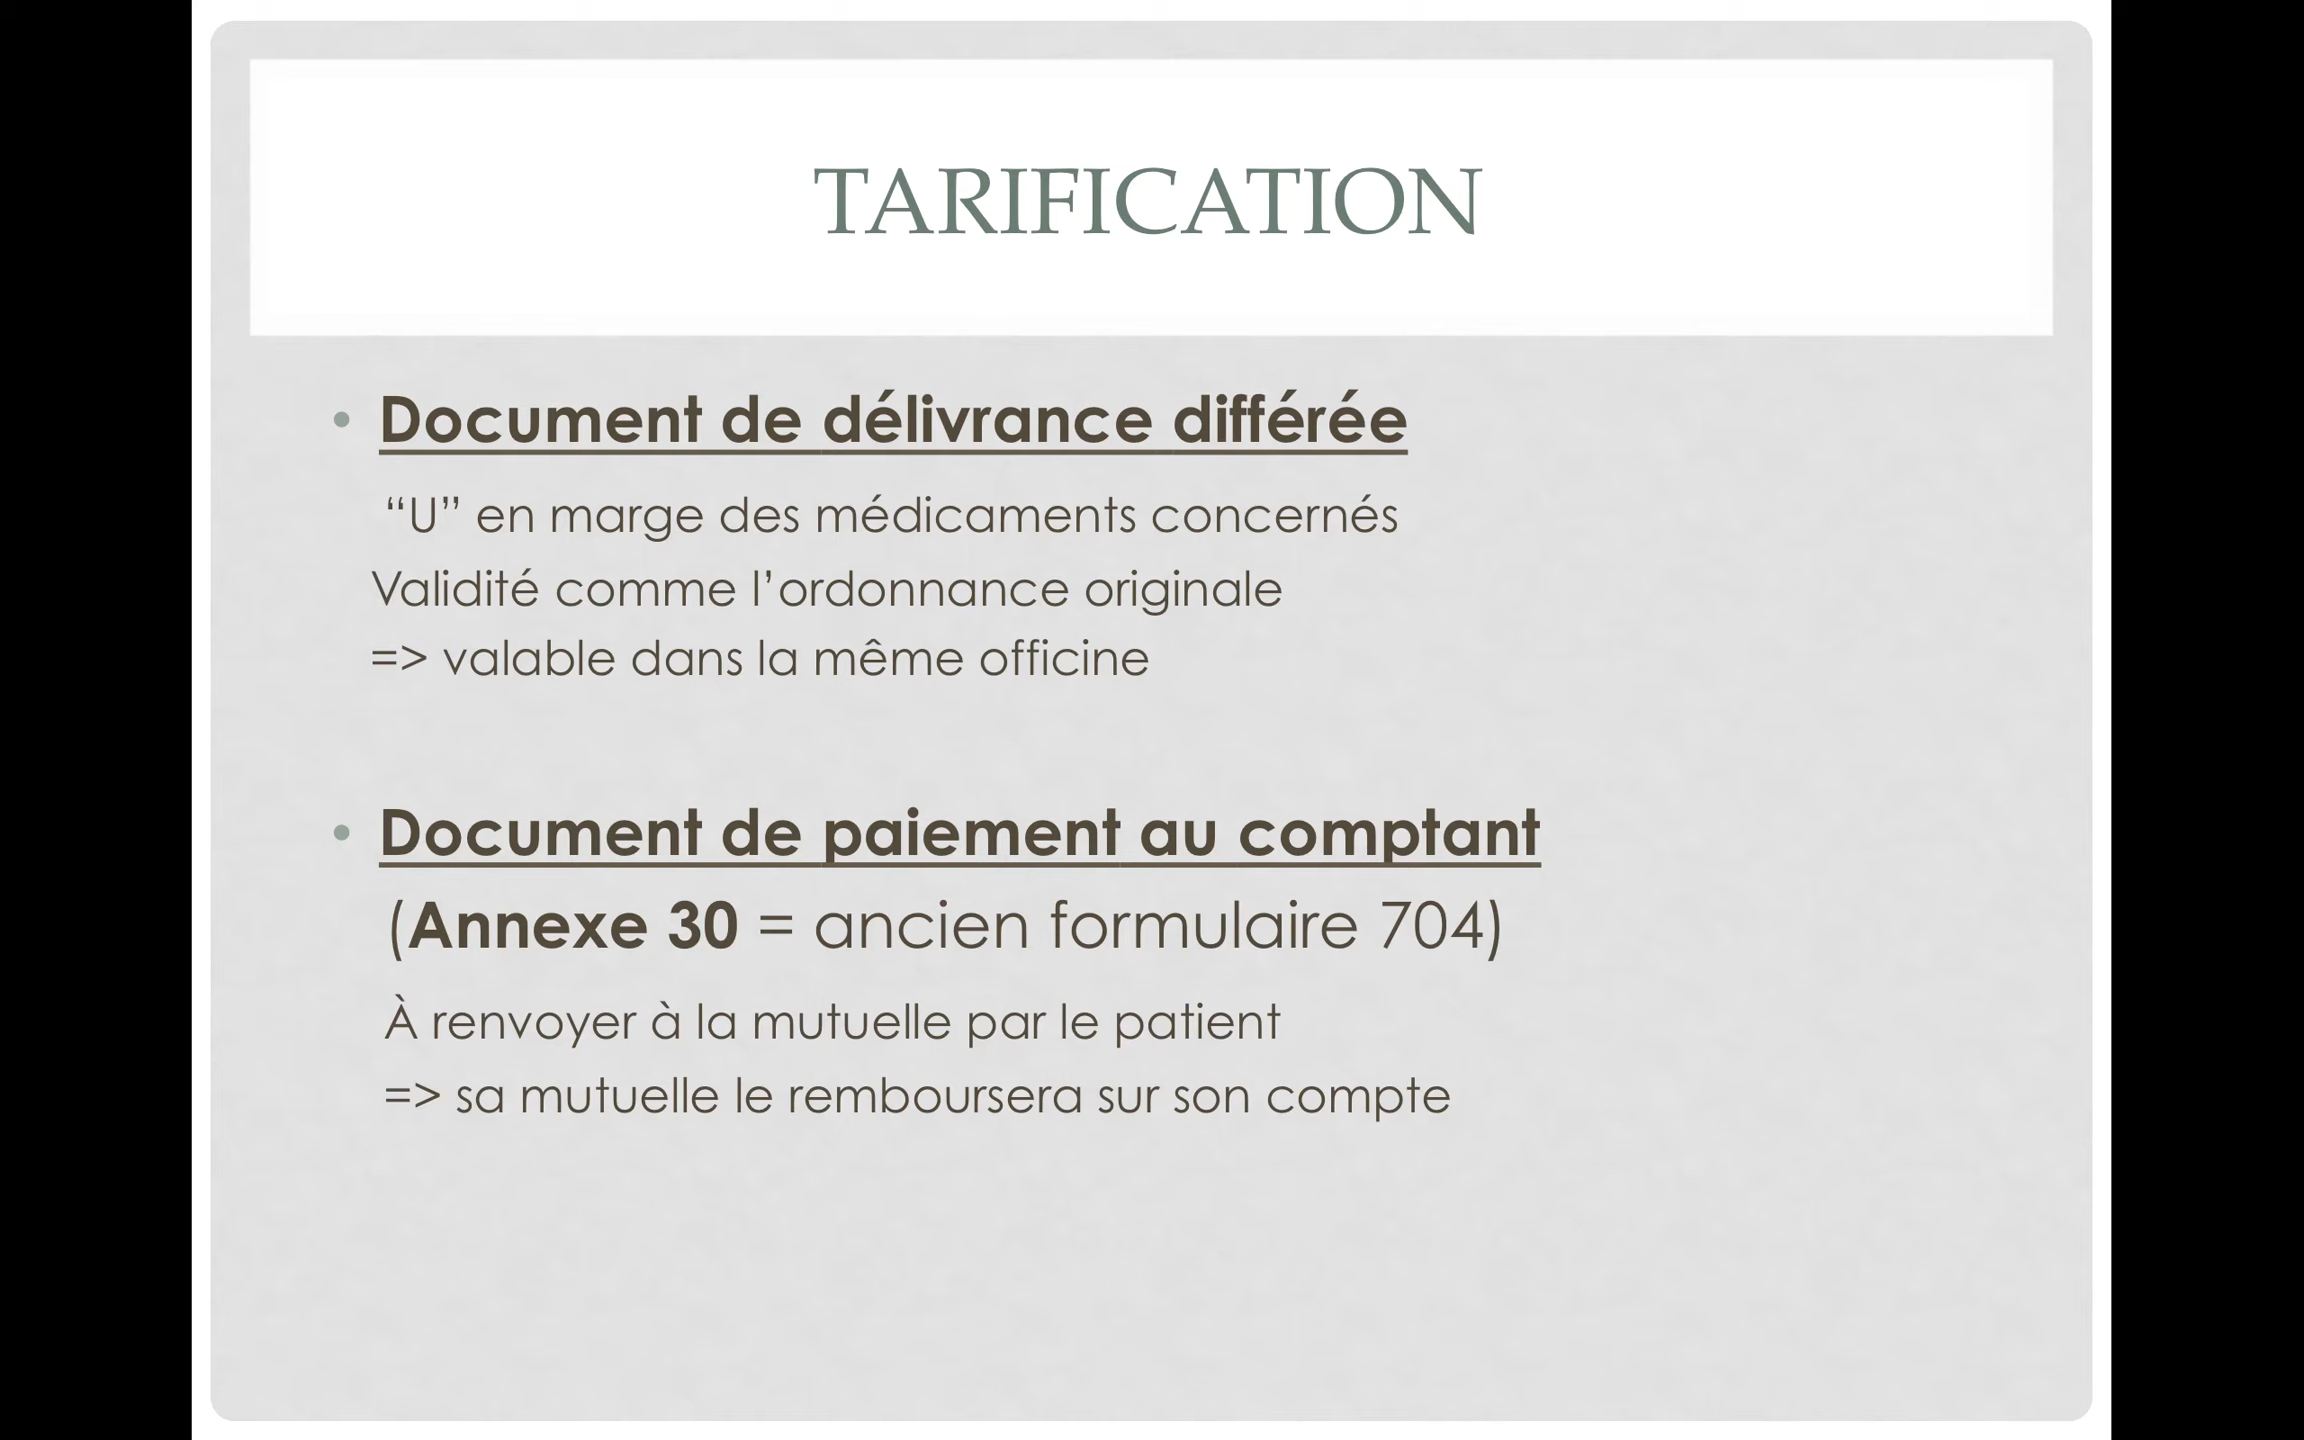 TARIFICATION
• Document de délivrance différée
“U” en marge des médicaments concernés
Validité comme l’ordonnance originale
=> valable dans la même officine
• Document de paiement au comptant
(Annexe 30 = ancien formulaire 704)
À renvoyer à la mutuelle par le patient
=> sa mutuelle le remboursera sur son compte